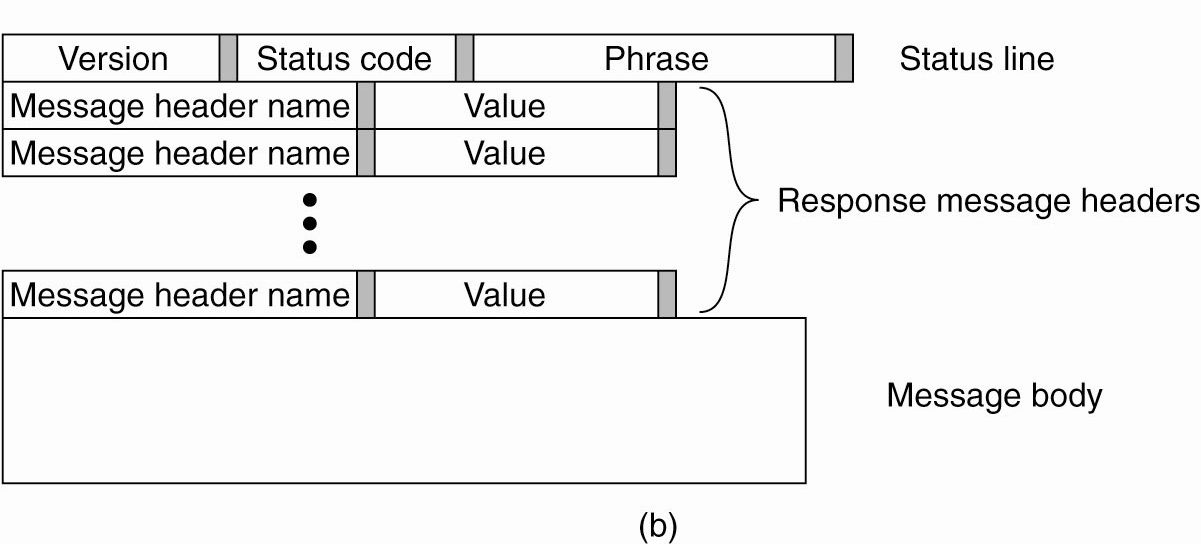 Version Status code Phrase Status line
Message header name Value
Message header name Value
Response message headers
Message header name Value
Message body
(b)